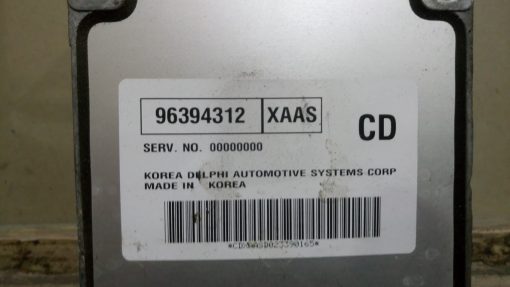 96394312 XAAS
CD
SERV. NO. 00000000
KOREA DELPHI AUTOMOTIVE SYSTEMS CORP
MADE IN KOREA